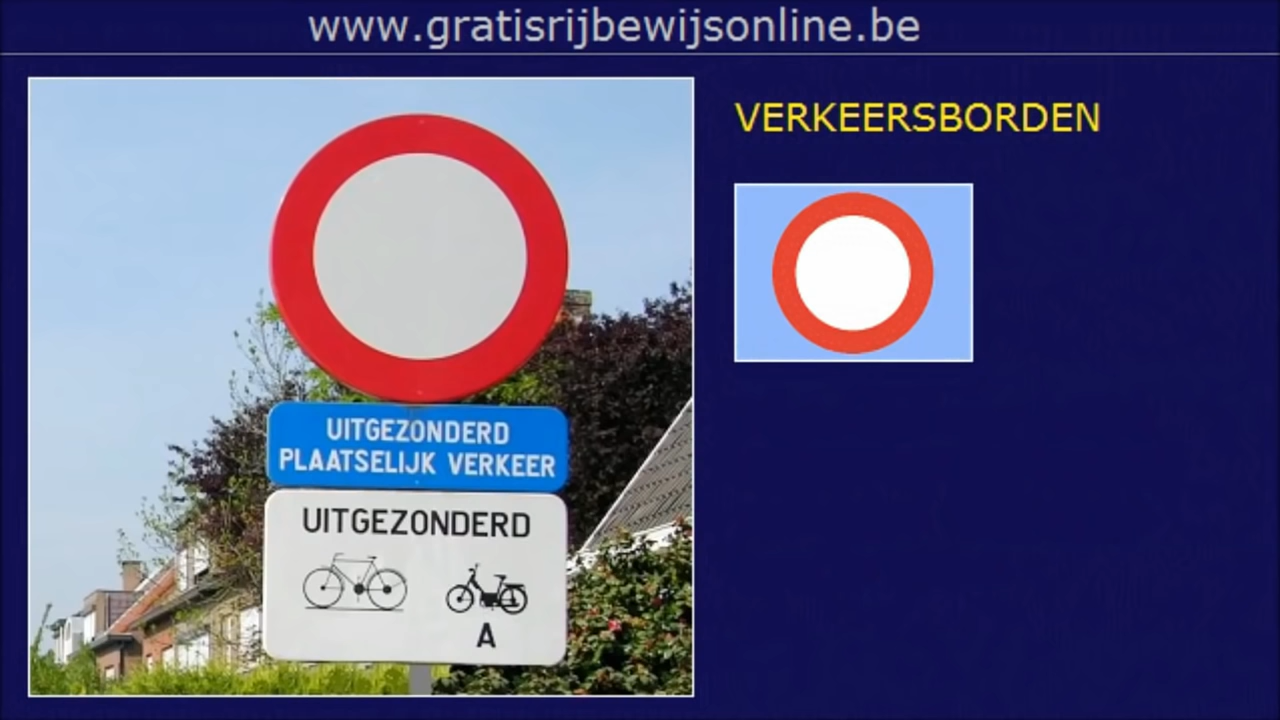 www.gratisrijbewijsonline.be
VERKEERSBORDEN
UITGEZONDERD
PLAATSELIJK VERKEER
UITGEZONDERD
A